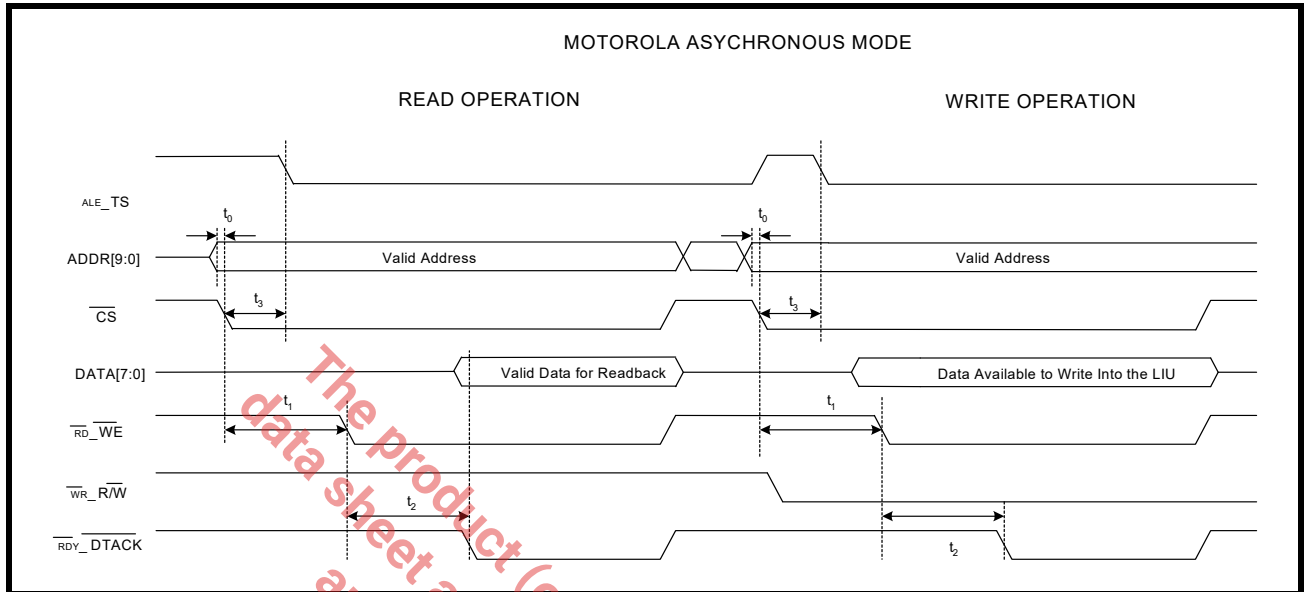 MOTOROLA ASYCHRONOUS MODE
READ OPERATION
WRITE OPERATION
ALE_TS
t0
t0
ADDR[9:0]
Valid Address
Valid Address
CS
t3
t3
DATA[7:0]
Valid Data for Readback
Data Available to Write Into the LIU
t1
t1
RD_WE
WR_R/W
t2
RDY_DTACK
t2
The product (
data sheet a